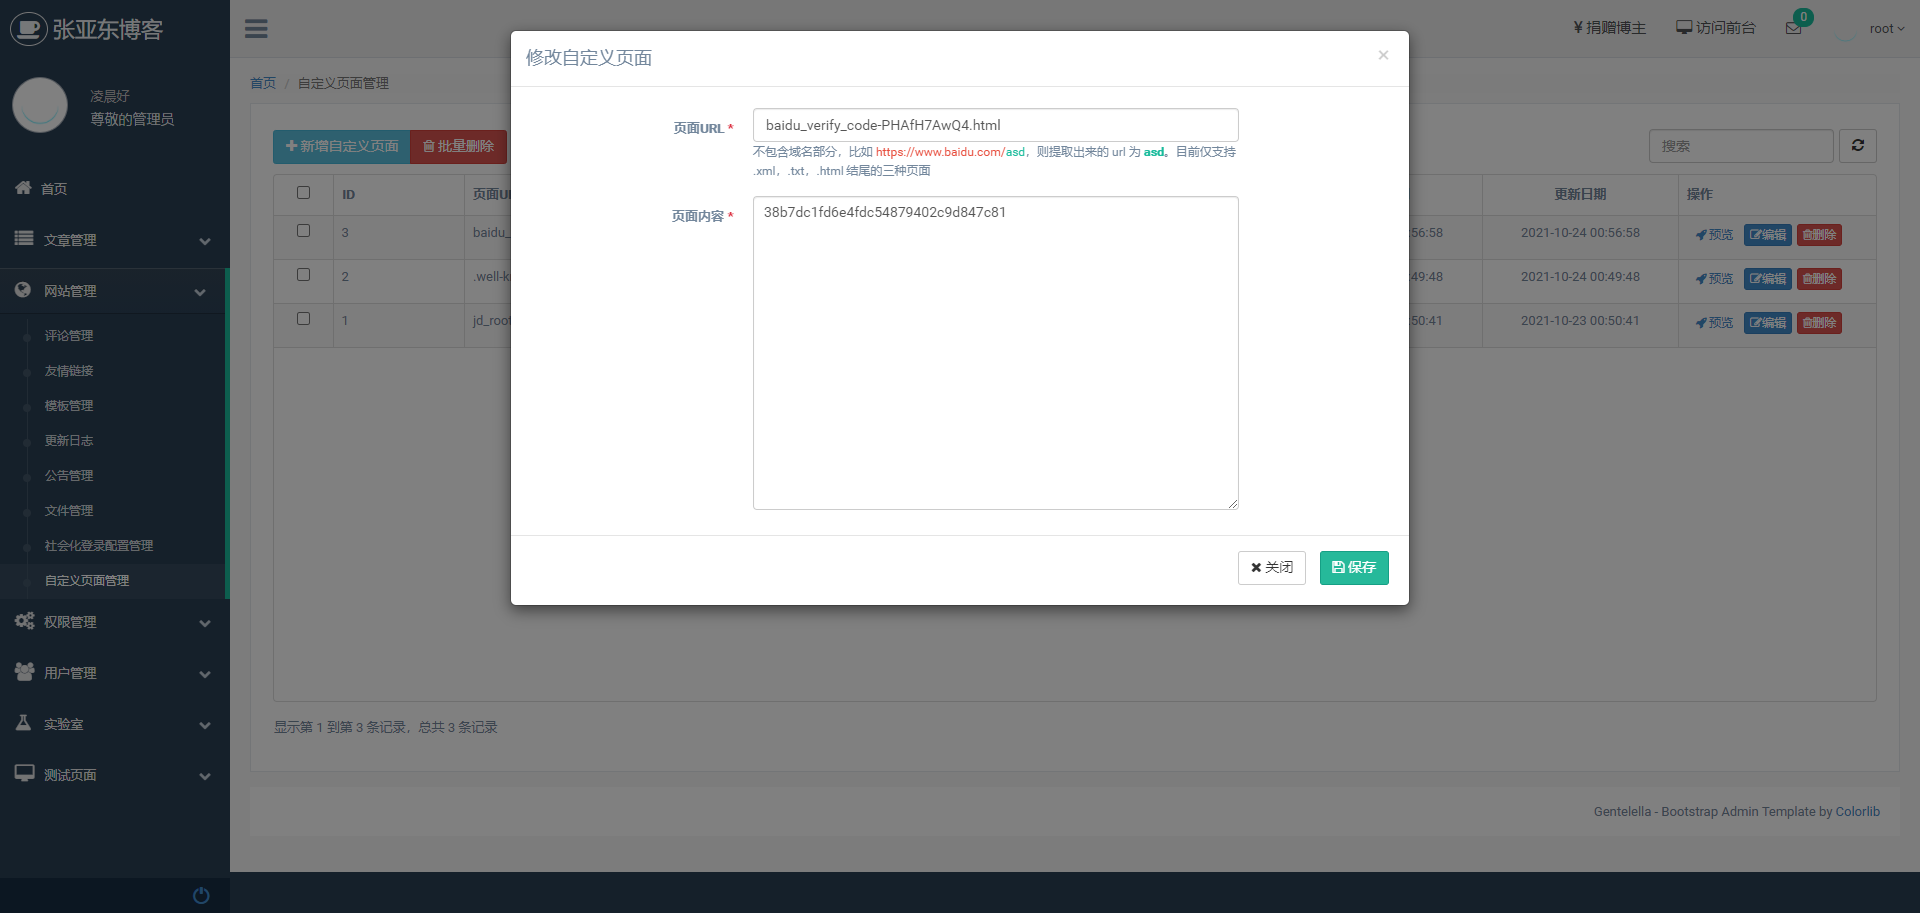 张亚东博客
凌晨好
尊敬的管理员
首页
文章管理
网站管理
评论管理
友情链接
模板管理
更新日志
公告管理
文件管理
社会化登录配置管理
自定义页面管理
权限管理
用户管理
实验室
测试页面
¥ 捐赠博主
访问前台
0
root
首页 / 自定义页面管理
新增自定义页面
批量删除
搜索
ID
页面U
更新日期
操作
3
baidu_
:56:58
2021-10-24 00:56:58
预览
编辑
删除
2
.well-k
:49:48
2021-10-24 00:49:48
预览
编辑
删除
1
jd_root
:50:41
2021-10-23 00:50:41
预览
编辑
删除
显示第 1 到第 3 条记录，总共 3 条记录
Gentelella - Bootstrap Admin Template by Colorlib
修改自定义页面
×
页面URL *
baidu_verify_code-PHAfH7AwQ4.html
不包含域名部分，比如 https://www.baidu.com/asd，则提取出来的 url 为 asd。目前仅支持
.xml，.txt，.html 结尾的三种页面
页面内容 *
38b7dc1fd6e4fdc54879402c9d847c81
关闭
保存